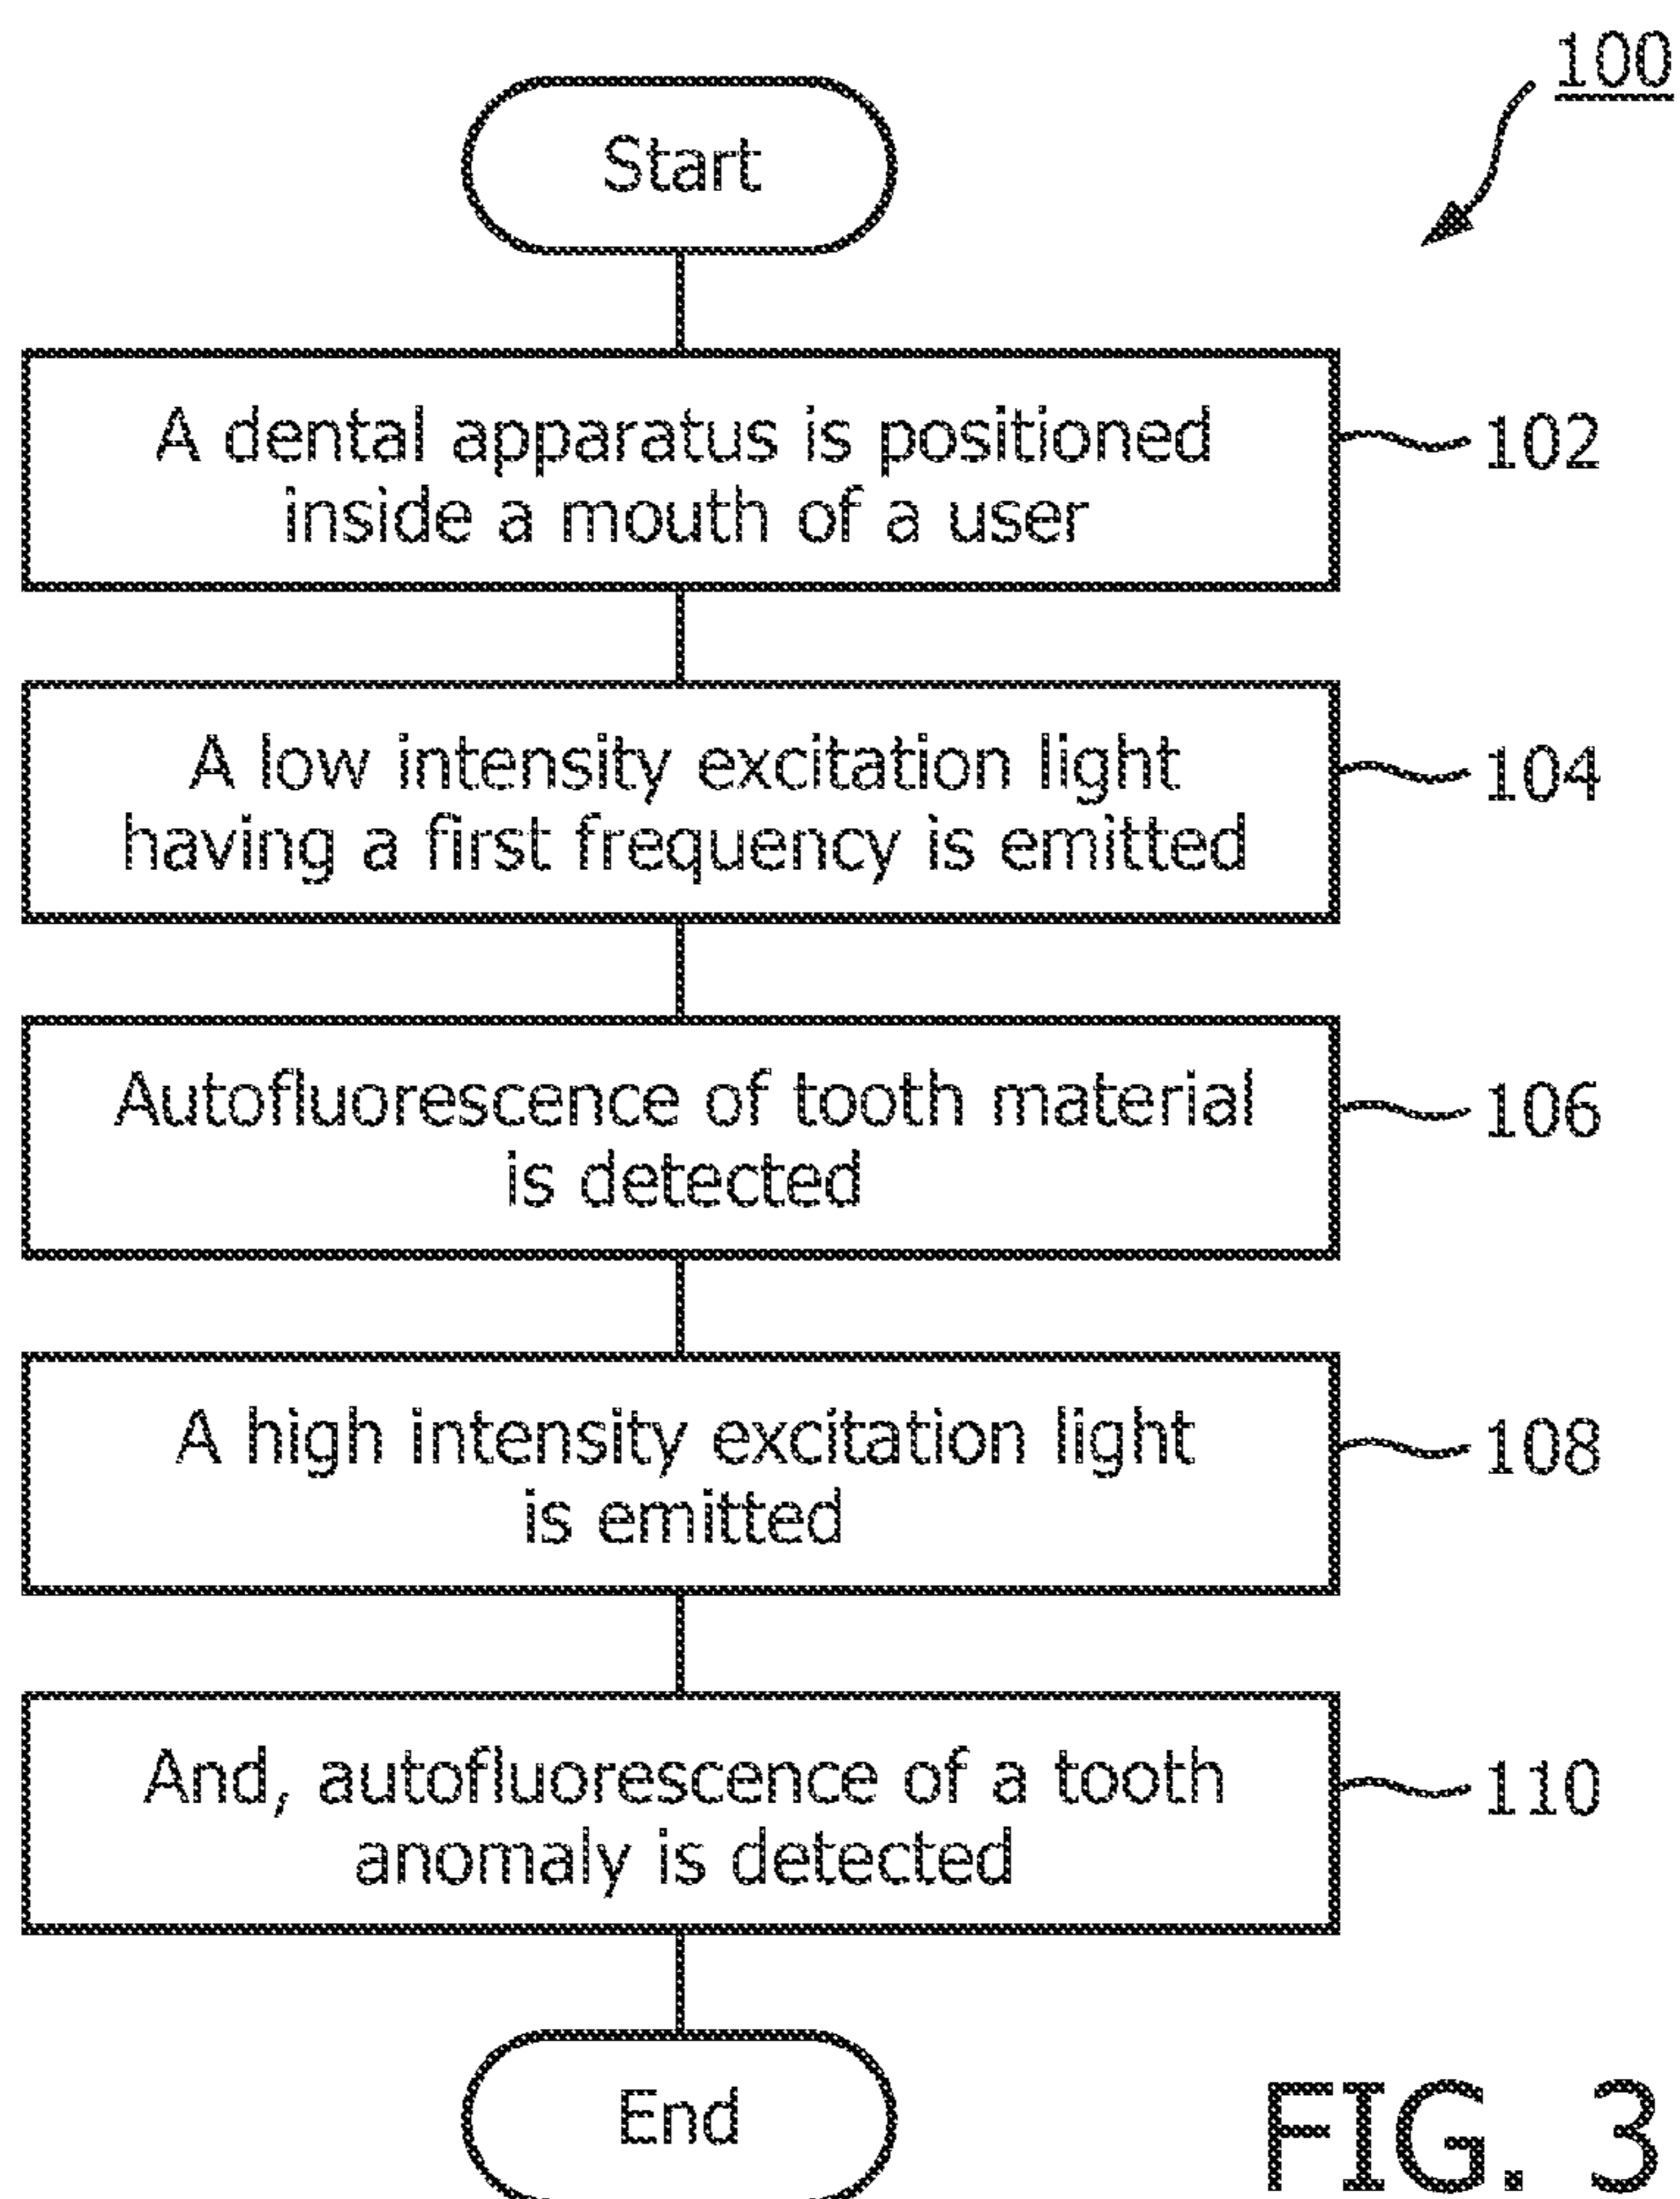 100
Start
A dental apparatus is positioned
inside a mouth of a user
102
A low intensity excitation light
having a first frequency is emitted
104
Autofluorescence of tooth material
is detected
106
A high intensity excitation light
is emitted
108
And, autofluorescence of a tooth
anomaly is detected
110
End
FIG. 3